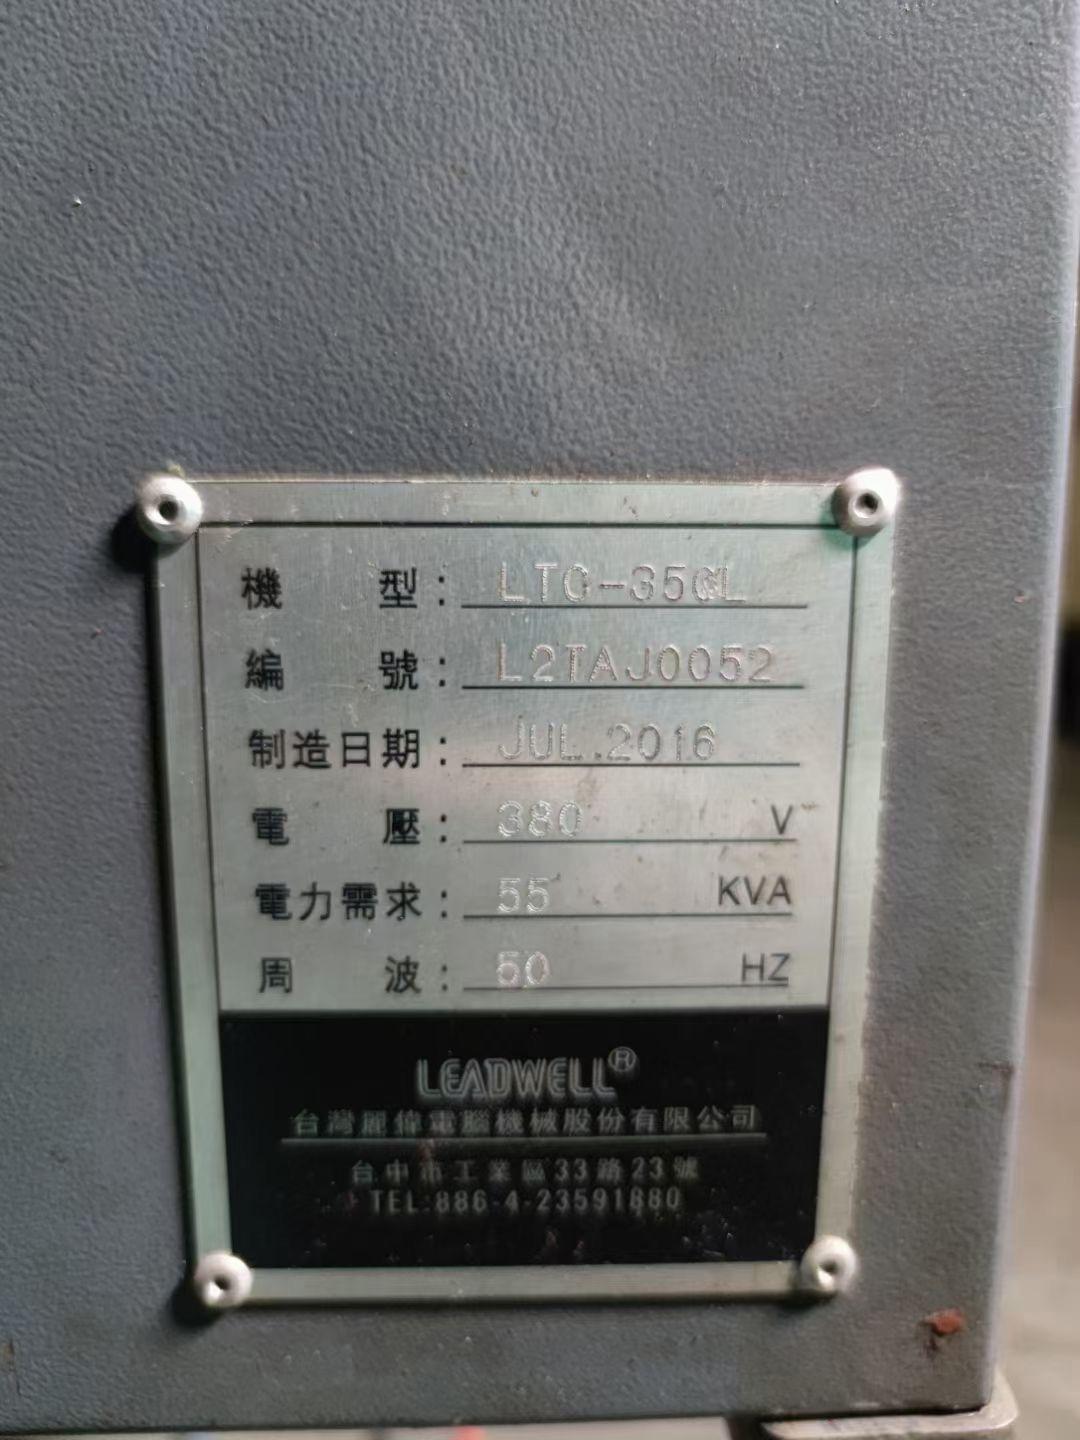 機 型： LTC-35CL
編 號： L2TAJ0052
制造日期： JUL.2016
電 壓： 380 V
電力需求： 55 KVA
周 波： 50 HZ
LEADWELL®
台灣麗偉電腦機械股份有限公司
台中市工業區33路23號
TEL:886-4-23591880